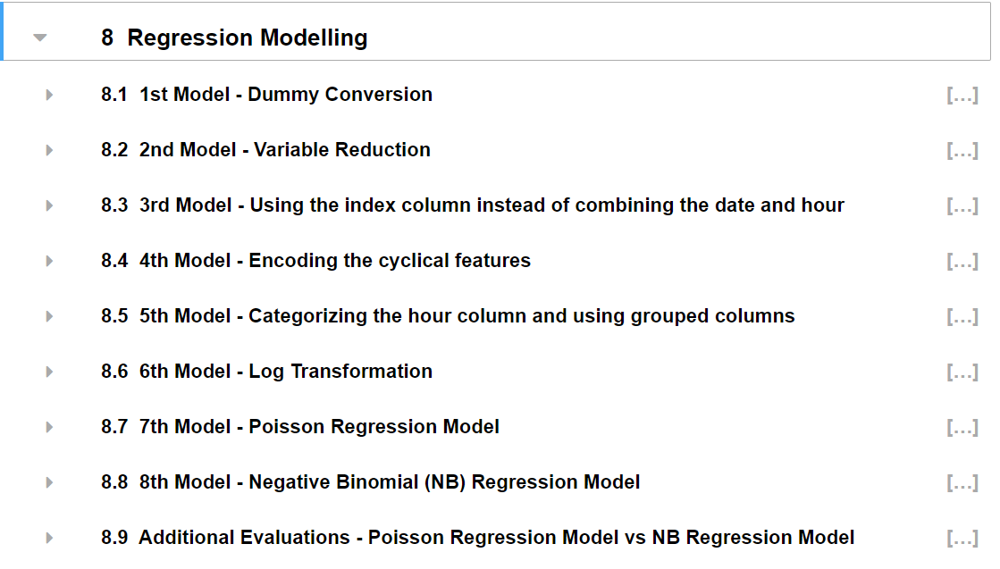 8 Regression Modelling
8.1 1st Model - Dummy Conversion [...]
8.2 2nd Model - Variable Reduction [...]
8.3 3rd Model - Using the index column instead of combining the date and hour [...]
8.4 4th Model - Encoding the cyclical features [...]
8.5 5th Model - Categorizing the hour column and using grouped columns [...]
8.6 6th Model - Log Transformation [...]
8.7 7th Model - Poisson Regression Model [...]
8.8 8th Model - Negative Binomial (NB) Regression Model [...]
8.9 Additional Evaluations - Poisson Regression Model vs NB Regression Model [...]